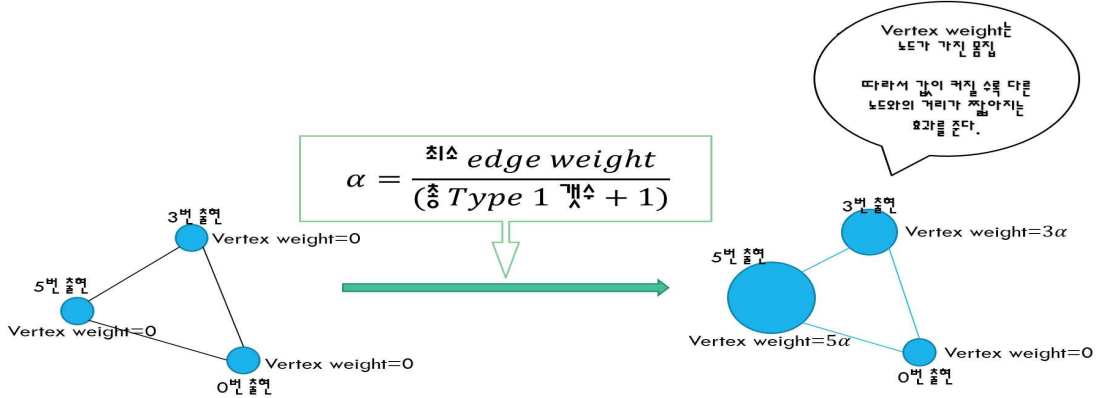 Vertex weight는
노드가 가진 몸집
따라서 값이 커질 수록 다른
노드와의 거리가 짧아지는
효과를 준다.
α = 최소 edge weight / (총 Type 1 갯수 + 1)
3번 출현
Vertex weight=0
5번 출현
Vertex weight=0
Vertex weight=0
0번 출현
3번 출현
Vertex weight=3α
5번 출현
Vertex weight=5α
Vertex weight=0
0번 출현